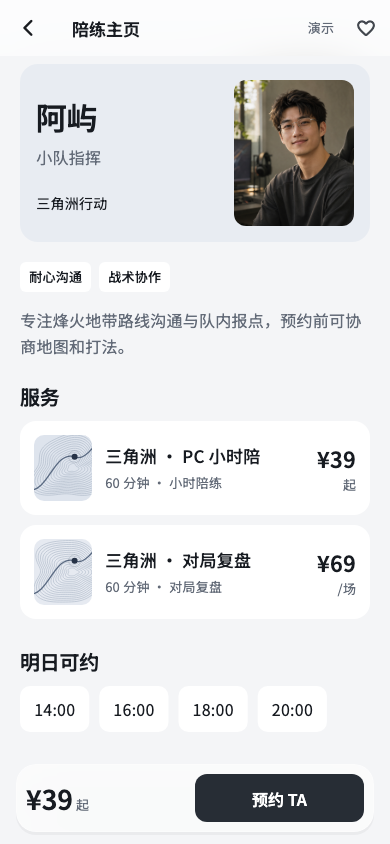 陪练主页
演示
阿屿
小队指挥
三角洲行动
耐心沟通
战术协作
专注烽火地带路线沟通与队内报点，预约前可协
商地图和打法。
服务
三角洲 · PC 小时陪
¥39
60 分钟 · 小时陪练
起
三角洲 · 对局复盘
¥69
60 分钟 · 对局复盘
/场
明日可约
14:00
16:00
18:00
20:00
¥39 起
预约 TA